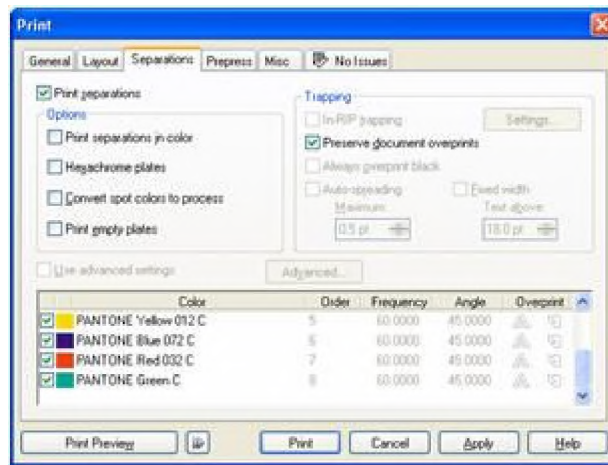 Print
General Layout Separations Prepress Misc No Issues
Print separations
Options
Print separations in color
Hexachrome plates
Convert spot colors to process
Print empty plates
Trapping
In-RIP trapping Settings...
Preserve document overprints
Always overprint black
Auto-spreading Fixed width
Maximum: Text above:
0.5 pt 18.0 pt
Use advanced settings Advanced...
Color Order Frequency Angle Overprint
PANTONE Yellow 012 C 5 60.0000 45.0000
PANTONE Blue 072 C 6 60.0000 45.0000
PANTONE Red 032 C 7 60.0000 45.0000
PANTONE Green C 8 60.0000 45.0000
Print Preview Print Cancel Apply Help